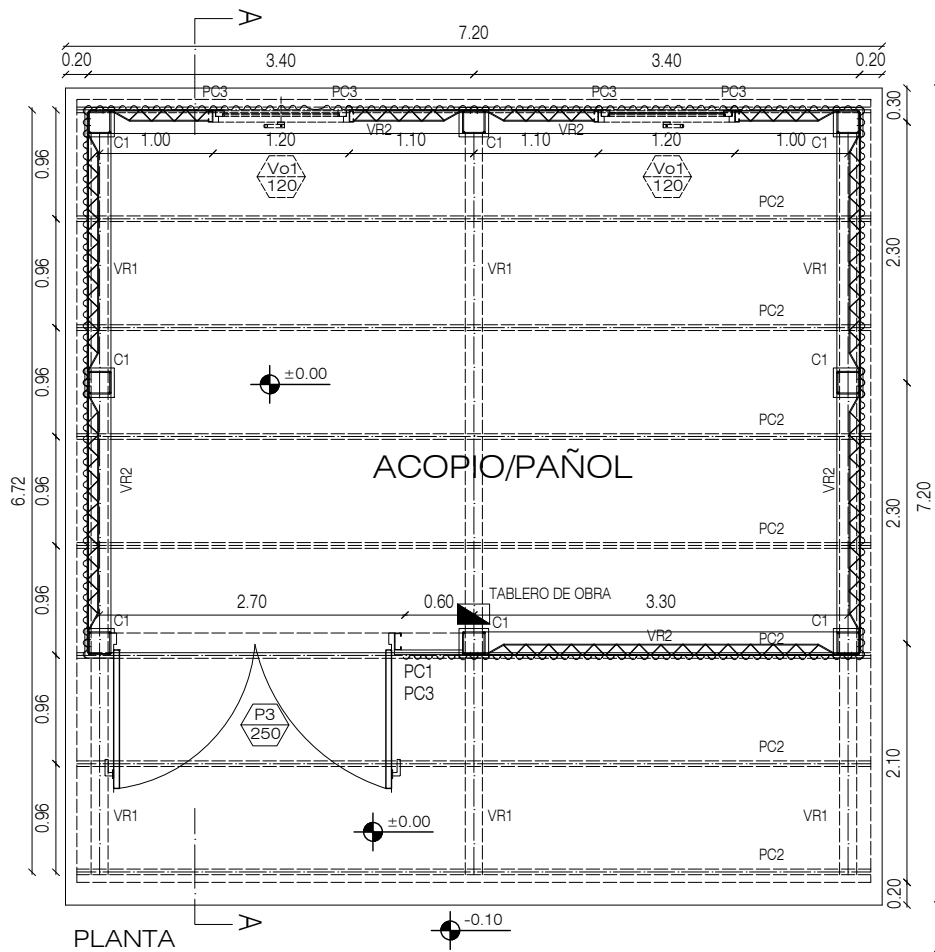 A
7.20
0.20 3.40 3.40 0.20
PC3 PC3 PC3 PC3
0.30
VR2 VR2
C1 1.00 1.20 1.10 C1 1.10 1.20 1.00 C1
0.96
Vo1 Vo1
120 120
PC2
2.30
0.96
VR1 VR1 VR1
PC2
0.96
C1 C1
±0.00
PC2
ACOPIO/PAÑOL
6.72
0.96
VR2 VR2
2.30
7.20
PC2
0.96
TABLERO DE OBRA
2.70 0.60 3.30
C1 C1 C1
VR2 PC2
PC1
PC3
0.96
P3
250
PC2
2.10
0.96
VR1 VR1 VR1
±0.00
PC2
0.20
A
-0.10
PLANTA